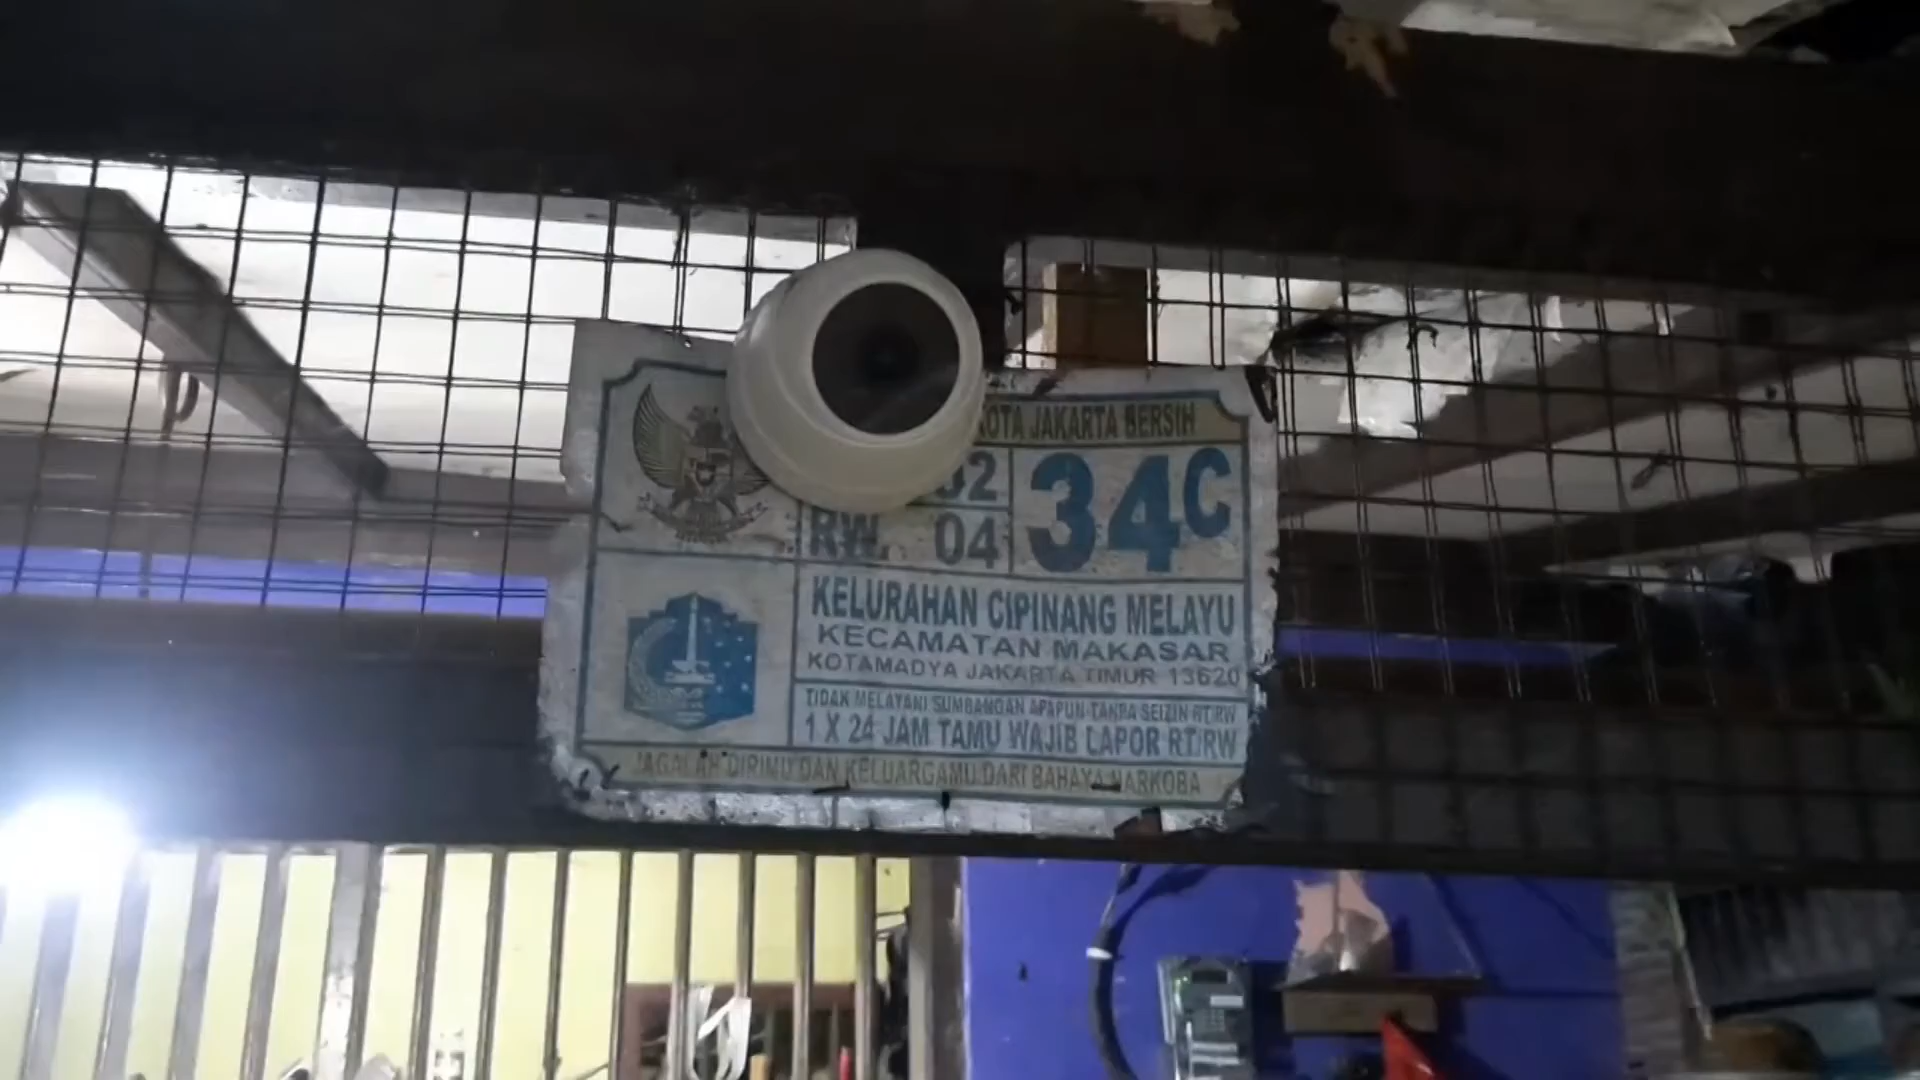 KOTA JAKARTA BERSIH
02
34C
RW. 04
KELURAHAN CIPINANG MELAYU
KECAMATAN MAKASAR
KOTAMADYA JAKARTA TIMUR 13620
TIDAK MELAYANI SUMBANGAN APAPUN TANPA SEIZIN RT/RW
1 X 24 JAM TAMU WAJIB LAPOR RT/RW
JAGALAH DIRIMU DAN KELUARGAMU DARI BAHAYA NARKOBA